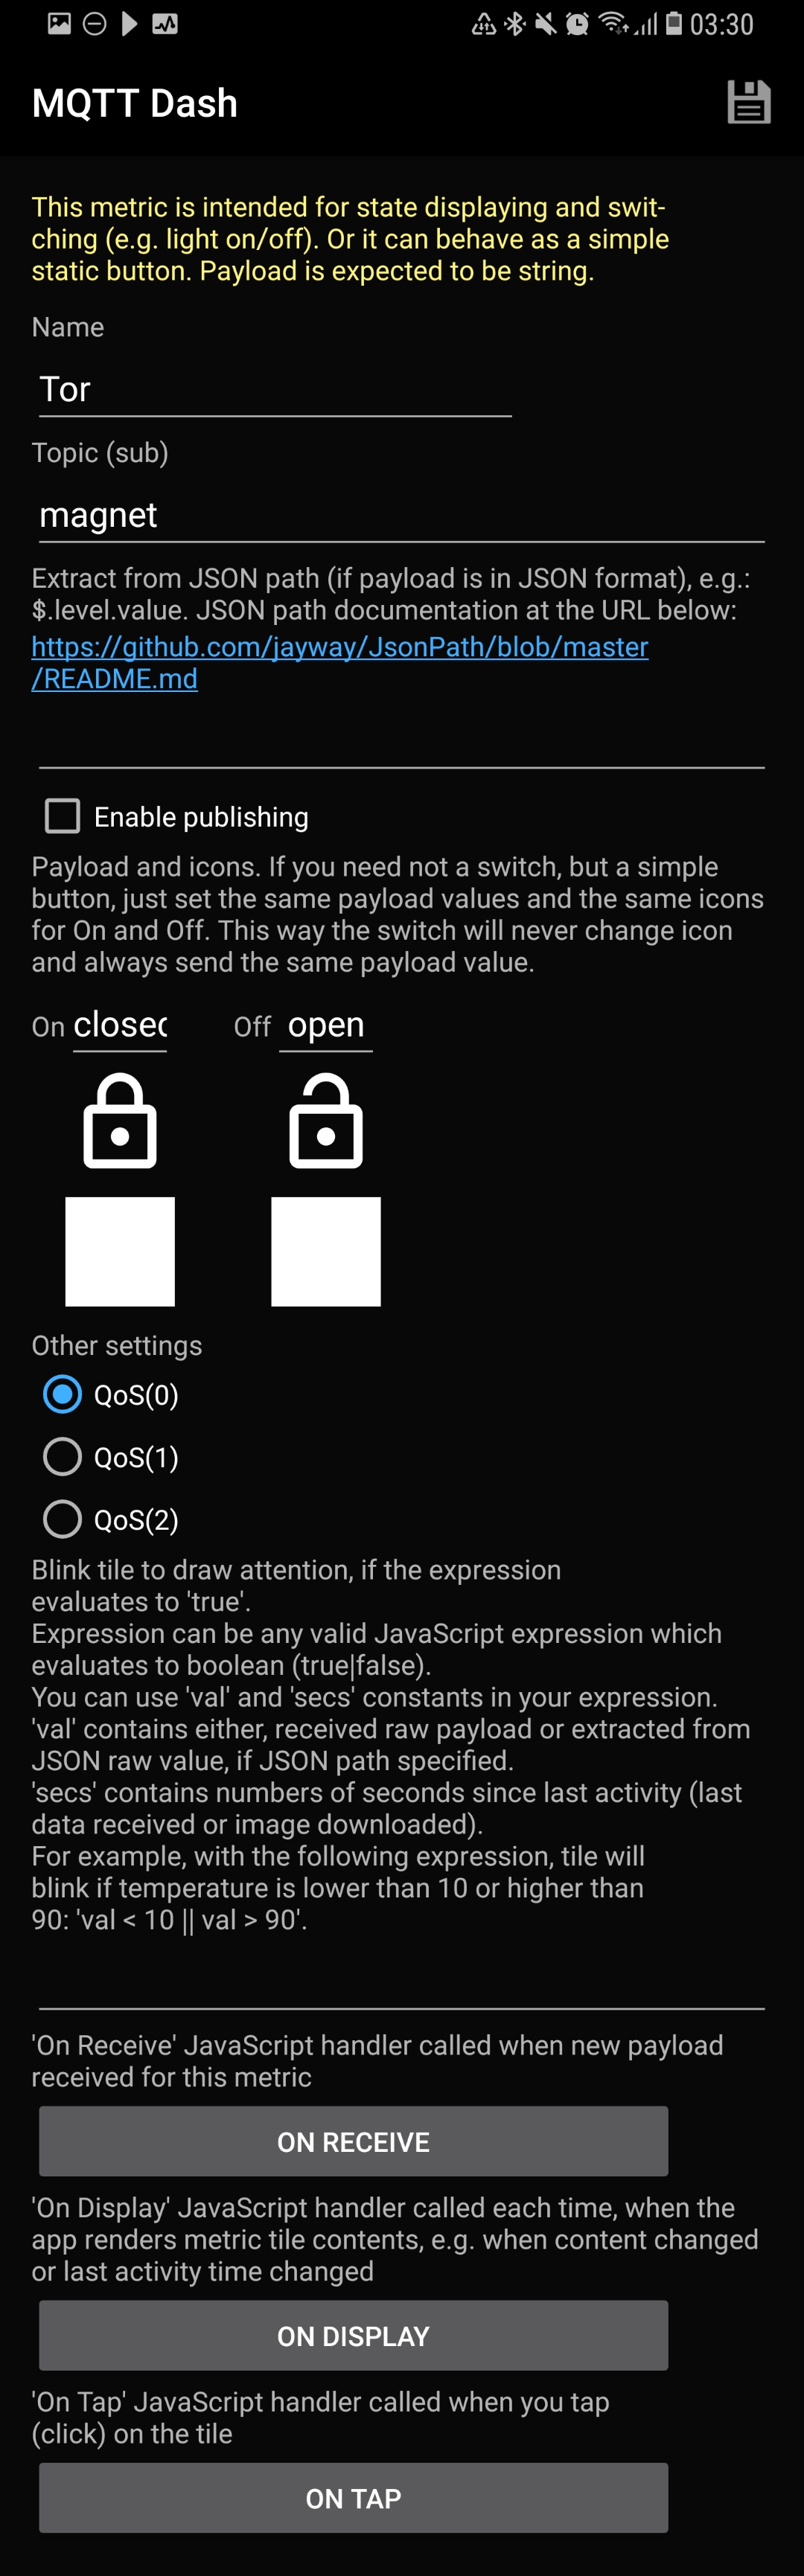 03:30
MQTT Dash
This metric is intended for state displaying and swit-
ching (e.g. light on/off). Or it can behave as a simple
static button. Payload is expected to be string.
Name
Tor
Topic (sub)
magnet
Extract from JSON path (if payload is in JSON format), e.g.:
$.level.value. JSON path documentation at the URL below:
https://github.com/jayway/JsonPath/blob/master
/README.md
Enable publishing
Payload and icons. If you need not a switch, but a simple
button, just set the same payload values and the same icons
for On and Off. This way the switch will never change icon
and always send the same payload value.
On closed Off open
Other settings
QoS(0)
QoS(1)
QoS(2)
Blink tile to draw attention, if the expression
evaluates to 'true'.
Expression can be any valid JavaScript expression which
evaluates to boolean (true|false).
You can use 'val' and 'secs' constants in your expression.
'val' contains either, received raw payload or extracted from
JSON raw value, if JSON path specified.
'secs' contains numbers of seconds since last activity (last
data received or image downloaded).
For example, with the following expression, tile will
blink if temperature is lower than 10 or higher than
90: 'val < 10 || val > 90'.
'On Receive' JavaScript handler called when new payload
received for this metric
ON RECEIVE
'On Display' JavaScript handler called each time, when the
app renders metric tile contents, e.g. when content changed
or last activity time changed
ON DISPLAY
'On Tap' JavaScript handler called when you tap
(click) on the tile
ON TAP